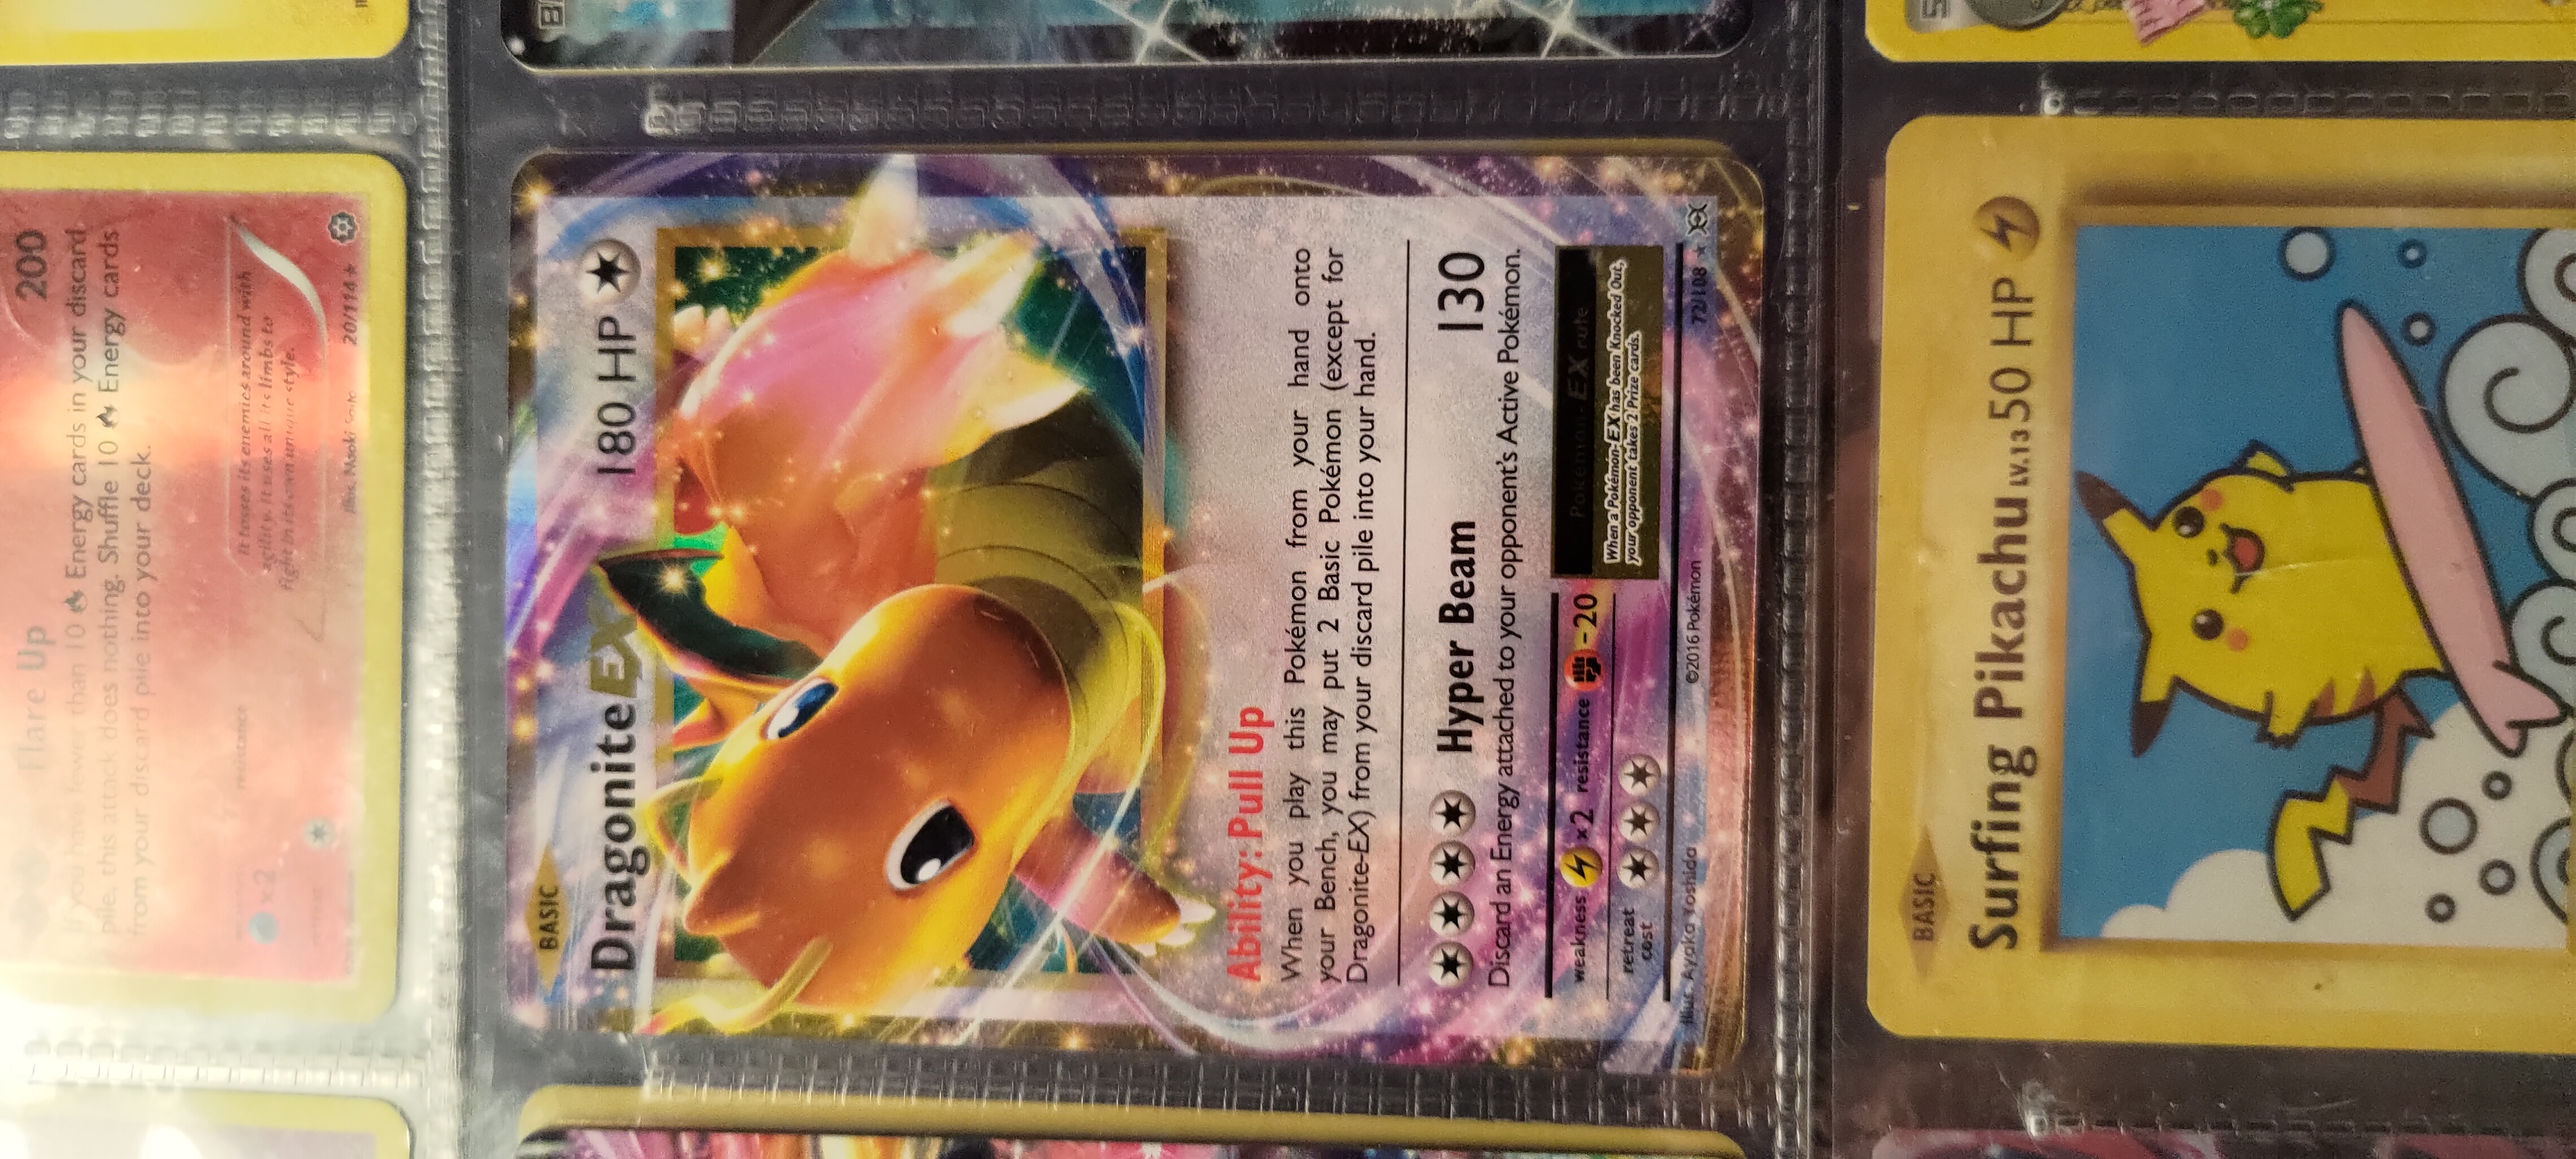 200
Flare Up
If you have fewer than 10 Energy cards in your discard
pile, this attack does nothing. Shuffle 10 Energy cards
from your discard pile into your deck.
×2
resistance
It tosses its enemies around with
agility. It uses all its limbs to
fight in its own unique style.
Illus. Naoki Saito
20/114★
BASIC
Dragonite EX 180 HP
Ability: Pull Up
When you play this Pokémon from your hand onto
your Bench, you may put 2 Basic Pokémon (except for
Dragonite-EX) from your discard pile into your hand.
Hyper Beam 130
Discard an Energy attached to your opponent's Active Pokémon.
weakness ×2 resistance -20
retreat
cost
Pokémon-EX rule
When a Pokémon-EX has been Knocked Out,
your opponent takes 2 Prize cards.
Illus. Ayaka Yoshida ©2016 Pokémon 72/108 ★
BASIC
Surfing Pikachu LV.13 50 HP